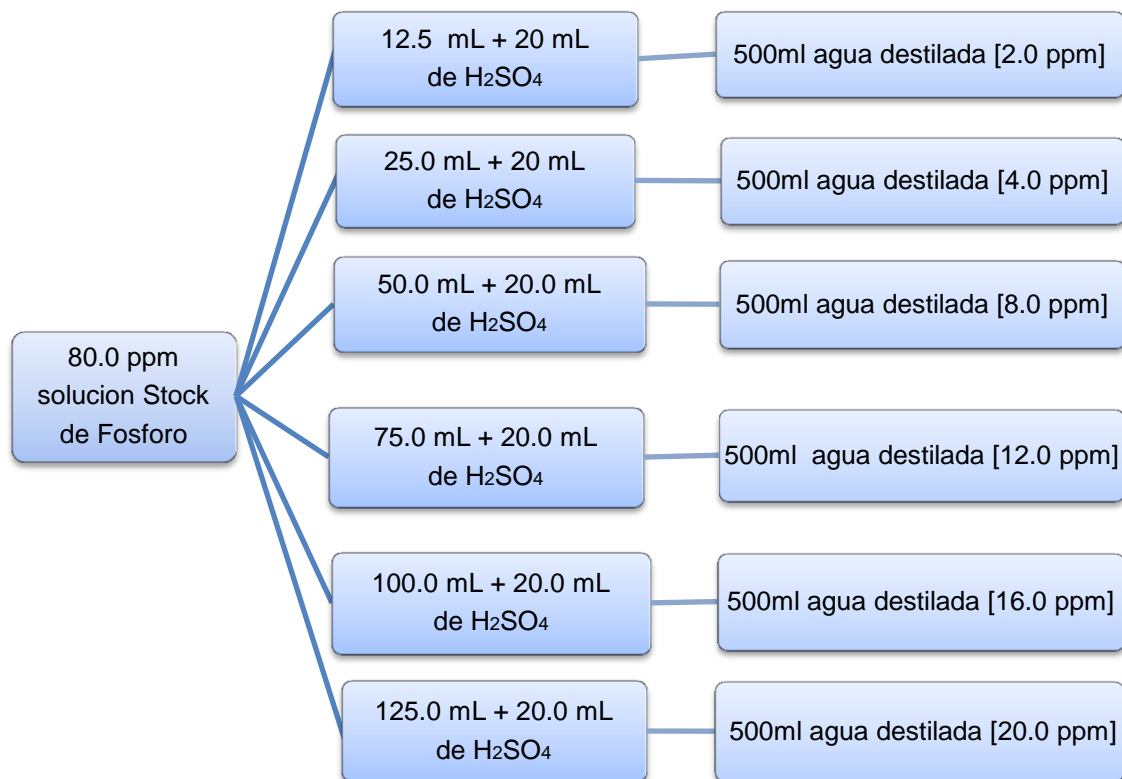 80.0 ppm
solucion Stock
de Fosforo
12.5 mL + 20 mL
de H₂SO₄
500ml agua destilada [2.0 ppm]
25.0 mL + 20 mL
de H₂SO₄
500ml agua destilada [4.0 ppm]
50.0 mL + 20.0 mL
de H₂SO₄
500ml agua destilada [8.0 ppm]
75.0 mL + 20.0 mL
de H₂SO₄
500ml agua destilada [12.0 ppm]
100.0 mL + 20.0 mL
de H₂SO₄
500ml agua destilada [16.0 ppm]
125.0 mL + 20.0 mL
de H₂SO₄
500ml agua destilada [20.0 ppm]